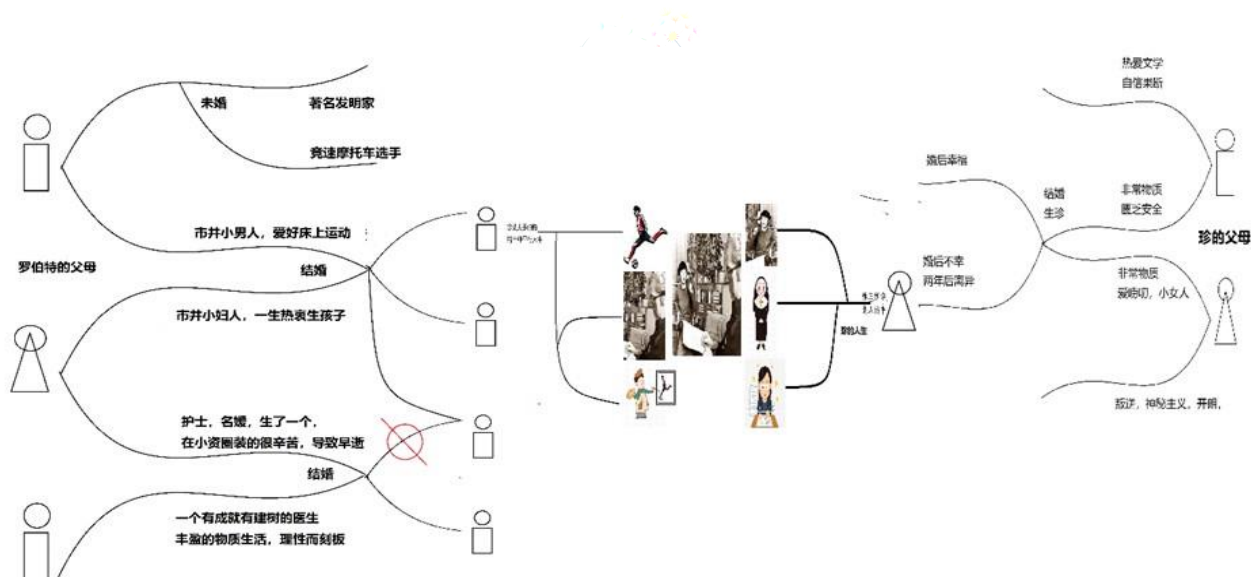 未婚
著名发明家
竞速摩托车选手
市井小男人，爱好床上运动
罗伯特的父母
结婚
市井小妇人，一生热衷生孩子
护士，名媛，生了一个，
在小资圈装的很辛苦，导致早逝
结婚
一个有成就有建树的医生
丰盈的物质生活，理性而刻板
热爱文学
自信果断
婚后幸福
结婚
生
非常物质
匮乏安全
珍的父母
婚后不幸
两年后离异
非常物质
爱唠叨，小女人
的人生
叛逆，神秘主义，开明，